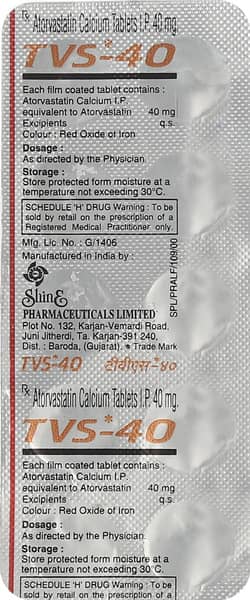 Rx Atorvastatin Calcium Tablets I.P. 40 mg.
TVS*-40
Each film coated tablet contains :
Atorvastatin Calcium I.P.
equivalent to Atorvastatin 40 mg
Excipients q.s.
Colour : Red Oxide of Iron
Dosage :
As directed by the Physician.
Storage :
Store protected form moisture at a
temperature not exceeding 30°C.
SCHEDULE 'H' DRUG Warning : To be
sold by retail on the prescription of a
Registered Medical Practitioner only.
Mfg. Lic. No. : G/1406
Manufactured in India by :
ShinE
PHARMACEUTICALS LIMITED
Plot No. 132, Karjan-Vemardi Road,
Juni Jitherdi, Ta. Karjan-391 240,
Dist. : Baroda, (Gujarat). * Trade Mark
SPL/PRALF/109/00
TVS*-40 टीवीएस*-४०
Rx Atorvastatin Calcium Tablets I.P. 40 mg.
TVS*-40
Each film coated tablet contains :
Atorvastatin Calcium I.P.
equivalent to Atorvastatin 40 mg
Excipients q.s.
Colour : Red Oxide of Iron
Dosage :
As directed by the Physician.
Storage :
Store protected form moisture at a
temperature not exceeding 30°C.
SCHEDULE 'H' DRUG Warning : To be
sold by retail on the prescription of a